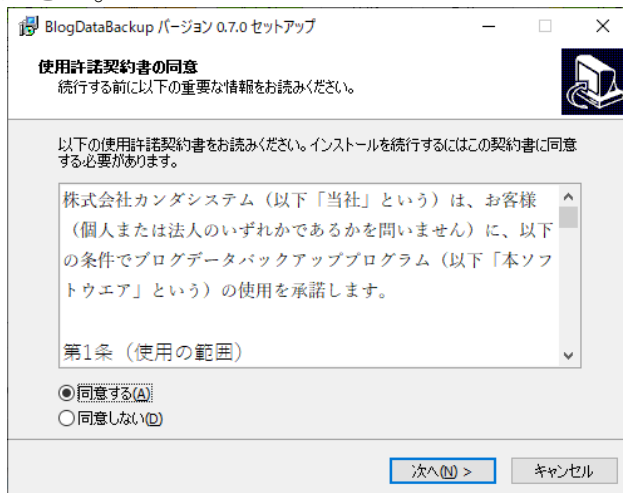 BlogDataBackup バージョン 0.7.0 セットアップ
使用許諾契約書の同意
続行する前に以下の重要な情報をお読みください。
以下の使用許諾契約書をお読みください。インストールを続行するにはこの契約書に同意
する必要があります。
株式会社カンダシステム（以下「当社」という）は、お客様
（個人または法人のいずれかであるかを問いません）に、以下
の条件でブログデータバックアッププログラム（以下「本ソフ
トウエア」という）の使用を承諾します。
第1条（使用の範囲）
同意する(A)
同意しない(D)
次へ(N) >
キャンセル